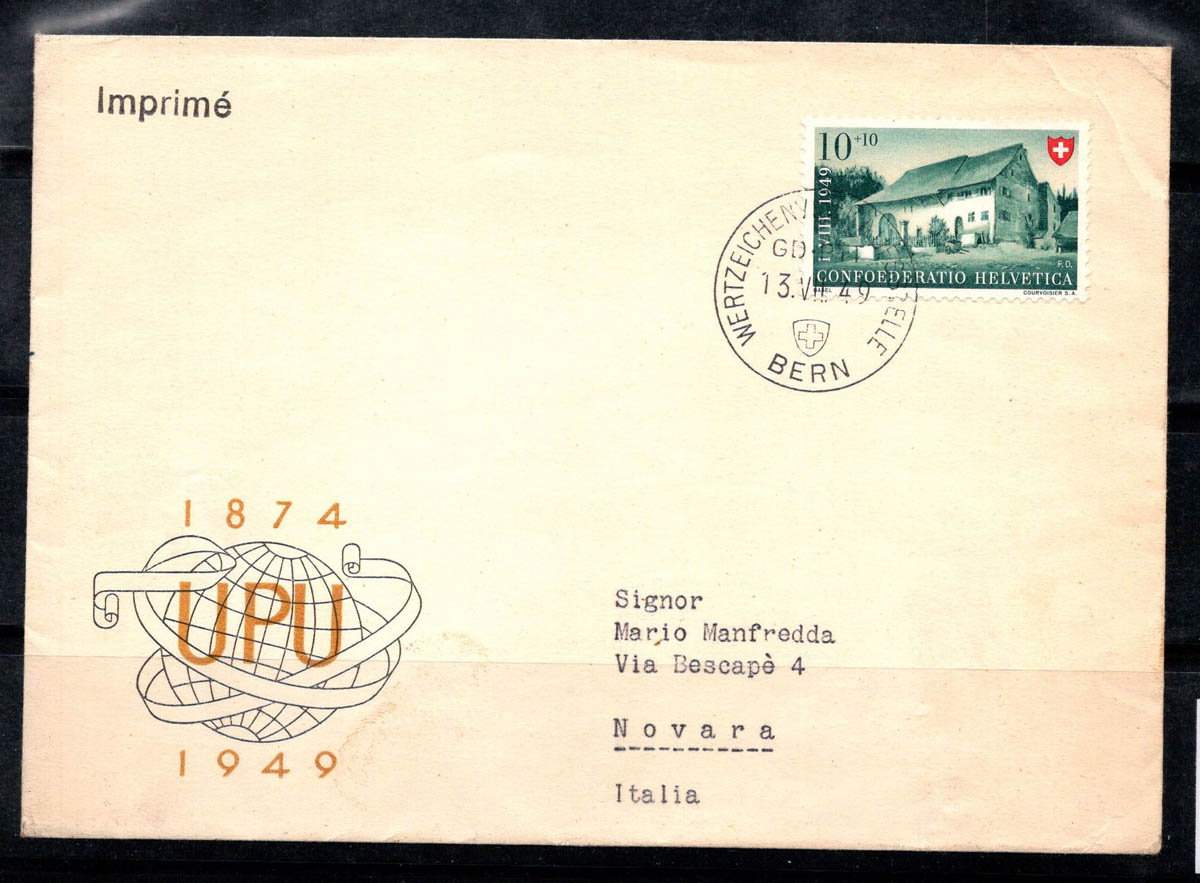 Imprimé
10+10
VIII. 1949
F.D.
CONFOEDERATIO HELVETICA
BASEL COURVOISIER S.A.
WERTZEICHEN
GD
13.VII.49
BERN
1874
UPU
1949
Signor
Mario Manfredda
Via Bescapè 4
Novara
Italia